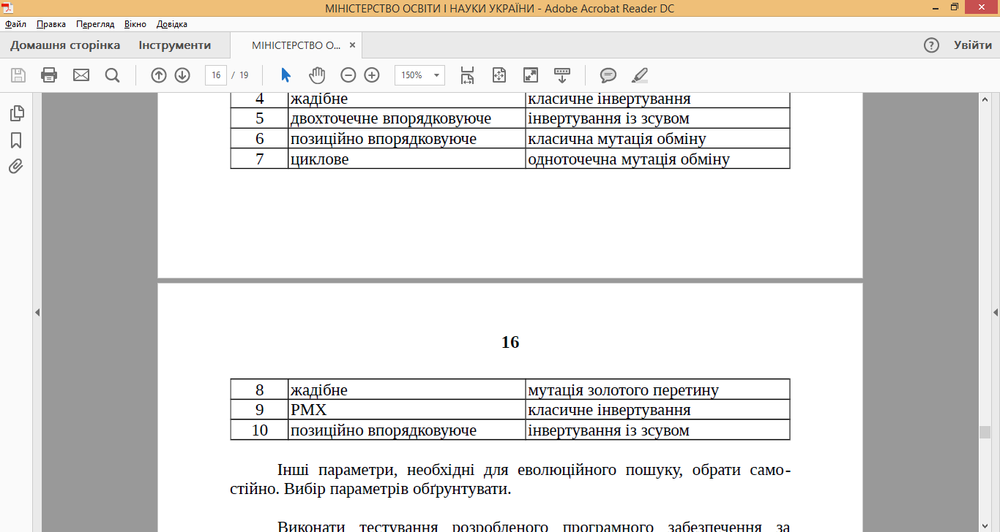 МІНІСТЕРСТВО ОСВІТИ І НАУКИ УКРАЇНИ - Adobe Acrobat Reader DC
Файл Правка Перегляд Вікно Довідка
Домашня сторінка Інструменти МІНІСТЕРСТВО О... Увійти
16 / 19 150%
4 жадібне класичне інвертування
5 двохточечне впорядковуюче інвертування із зсувом
6 позиційно впорядковуюче класична мутація обміну
7 циклове одноточечна мутація обміну
16
8 жадібне мутація золотого перетину
9 PMX класичне інвертування
10 позиційно впорядковуюче інвертування із зсувом
Інші параметри, необхідні для еволюційного пошуку, обрати само-
стійно. Вибір параметрів обґрунтувати.
Виконати тестування розробленого програмного забезпечення за